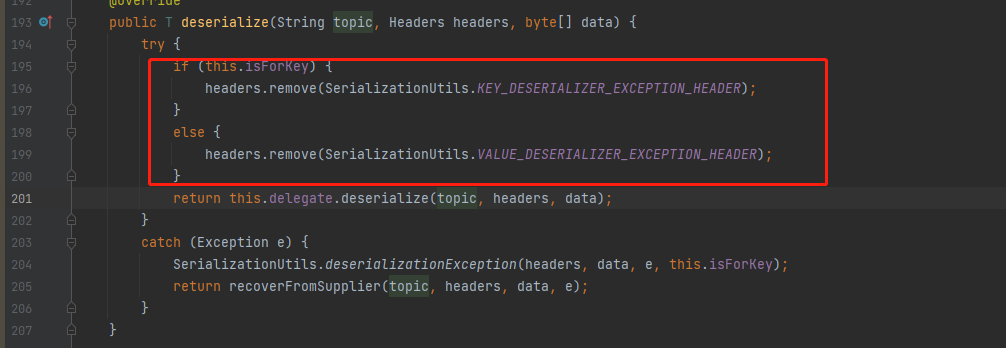 192 @Override
193 public T deserialize(String topic, Headers headers, byte[] data) {
194 try {
195 if (this.isForKey) {
196 headers.remove(SerializationUtils.KEY_DESERIALIZER_EXCEPTION_HEADER);
197 }
198 else {
199 headers.remove(SerializationUtils.VALUE_DESERIALIZER_EXCEPTION_HEADER);
200 }
201 return this.delegate.deserialize(topic, headers, data);
202 }
203 catch (Exception e) {
204 SerializationUtils.deserializationException(headers, data, e, this.isForKey);
205 return recoverFromSupplier(topic, headers, data, e);
206 }
207 }